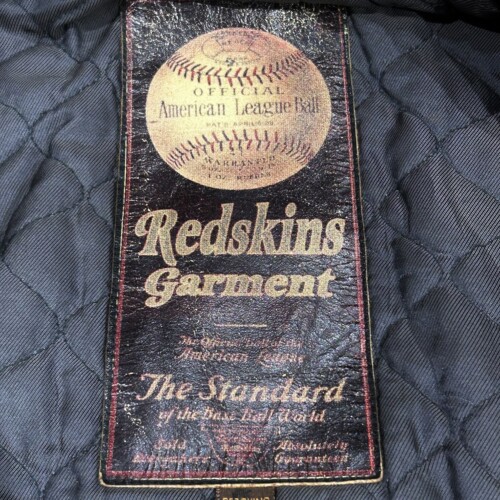 OFFICIAL
American League Ball
WARRANTED
Redskins
Garment
The Official Ball of the
American League
The Standard
of the Base Ball World
Sold Absolutely
Everywhere Redskins Guaranteed